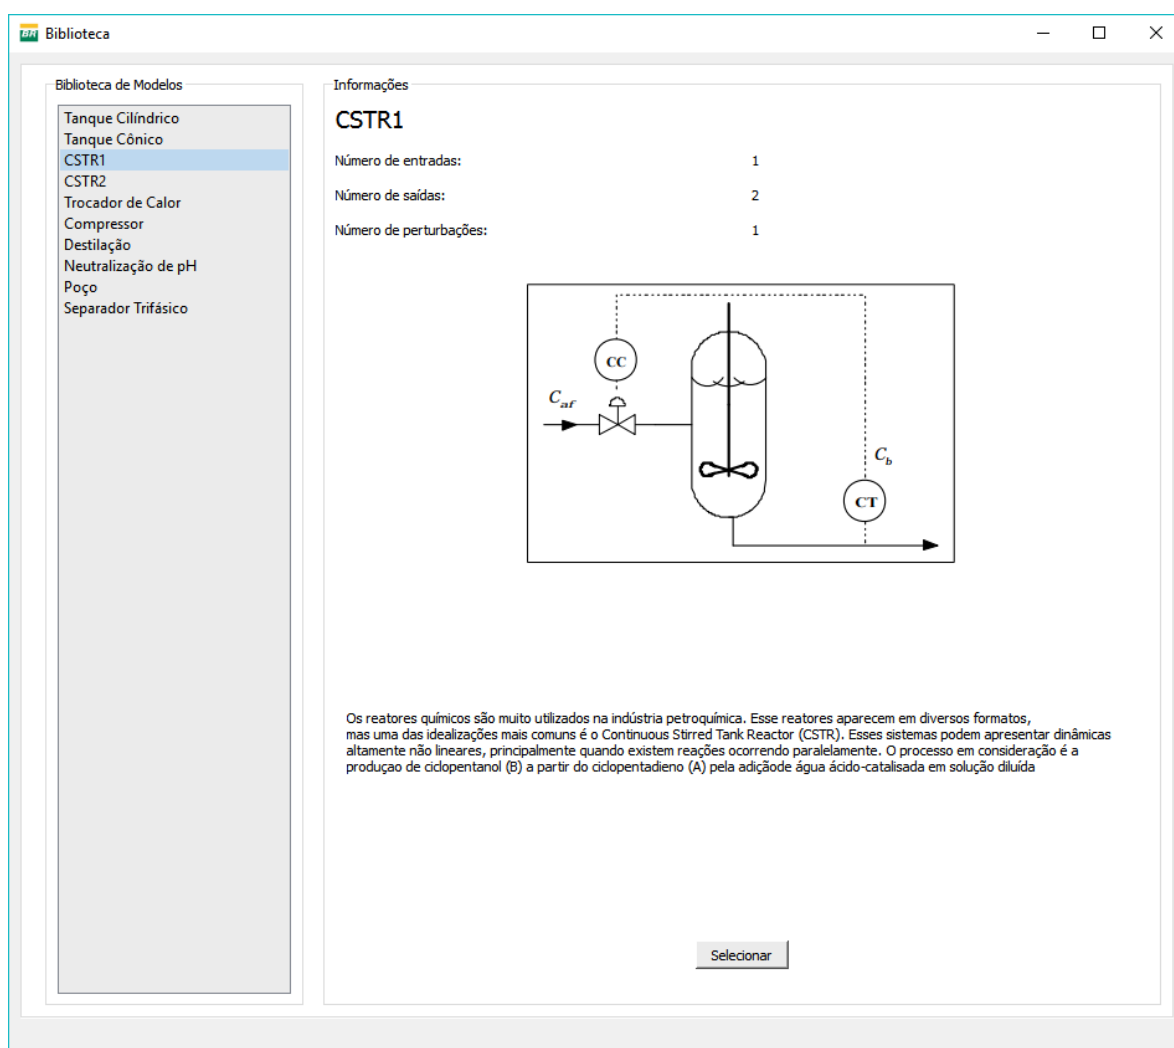 BR Biblioteca
Biblioteca de Modelos
Tanque Cilíndrico
Tanque Cônico
CSTR1
CSTR2
Trocador de Calor
Compressor
Destilação
Neutralização de pH
Poço
Separador Trifásico
Informações
CSTR1
Número de entradas: 1
Número de saídas: 2
Número de perturbações: 1
CC
C_af
C_b
CT
Os reatores químicos são muito utilizados na indústria petroquímica. Esse reatores aparecem em diversos formatos,
mas uma das idealizações mais comuns é o Continuous Stirred Tank Reactor (CSTR). Esses sistemas podem apresentar dinâmicas
altamente não lineares, principalmente quando existem reações ocorrendo paralelamente. O processo em consideração é a
produçao de ciclopentanol (B) a partir do ciclopentadieno (A) pela adiçãode água ácido-catalisada em solução diluída
Selecionar